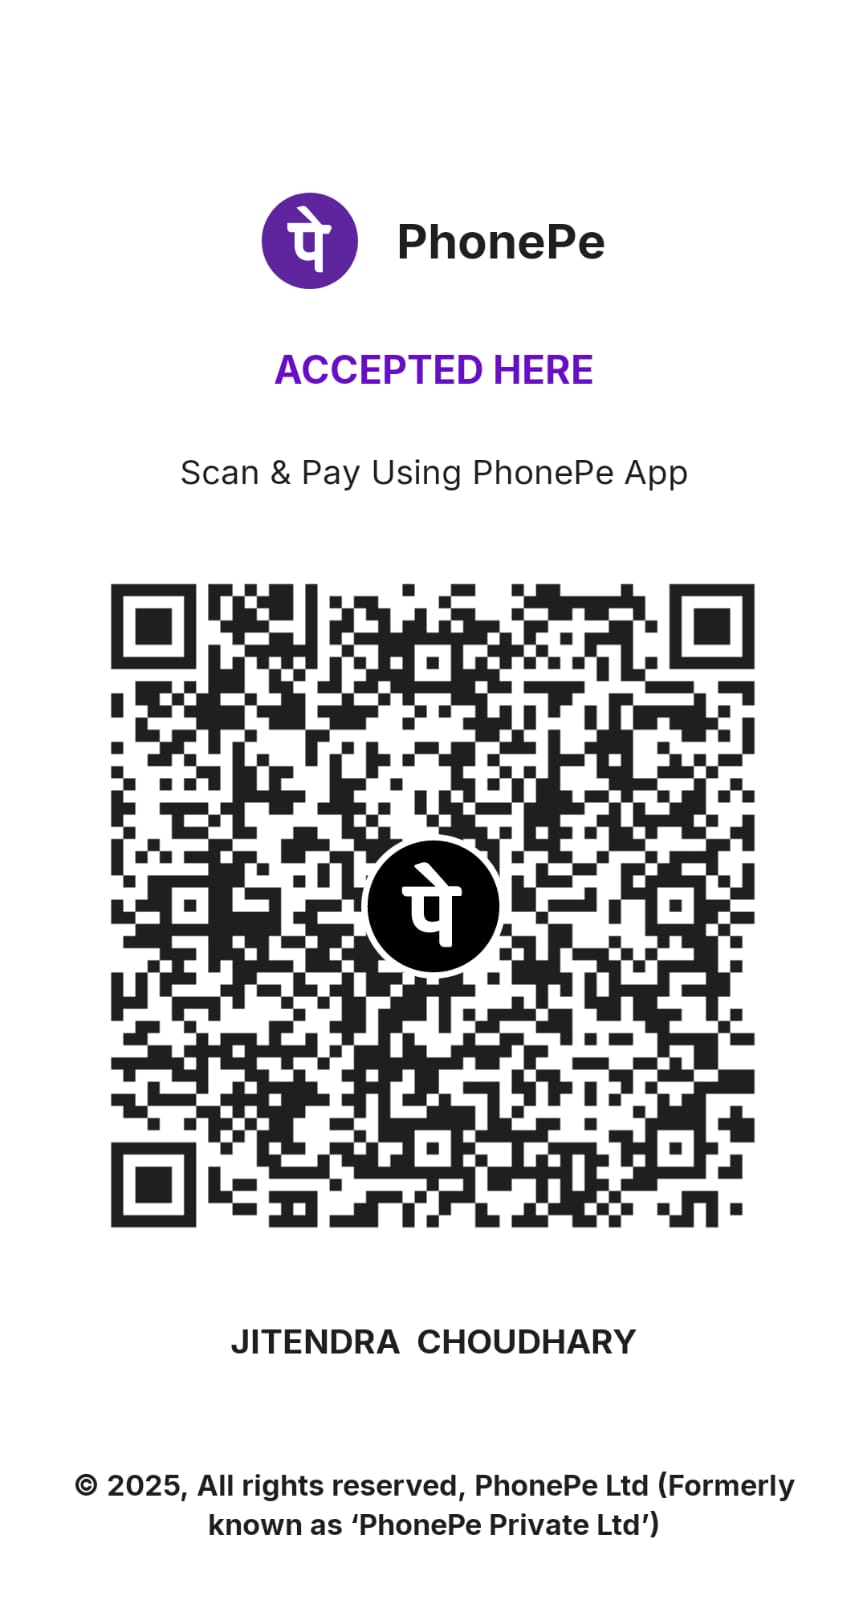 पे PhonePe
ACCEPTED HERE
Scan & Pay Using PhonePe App
पे
JITENDRA CHOUDHARY
© 2025, All rights reserved, PhonePe Ltd (Formerly
known as ‘PhonePe Private Ltd’)